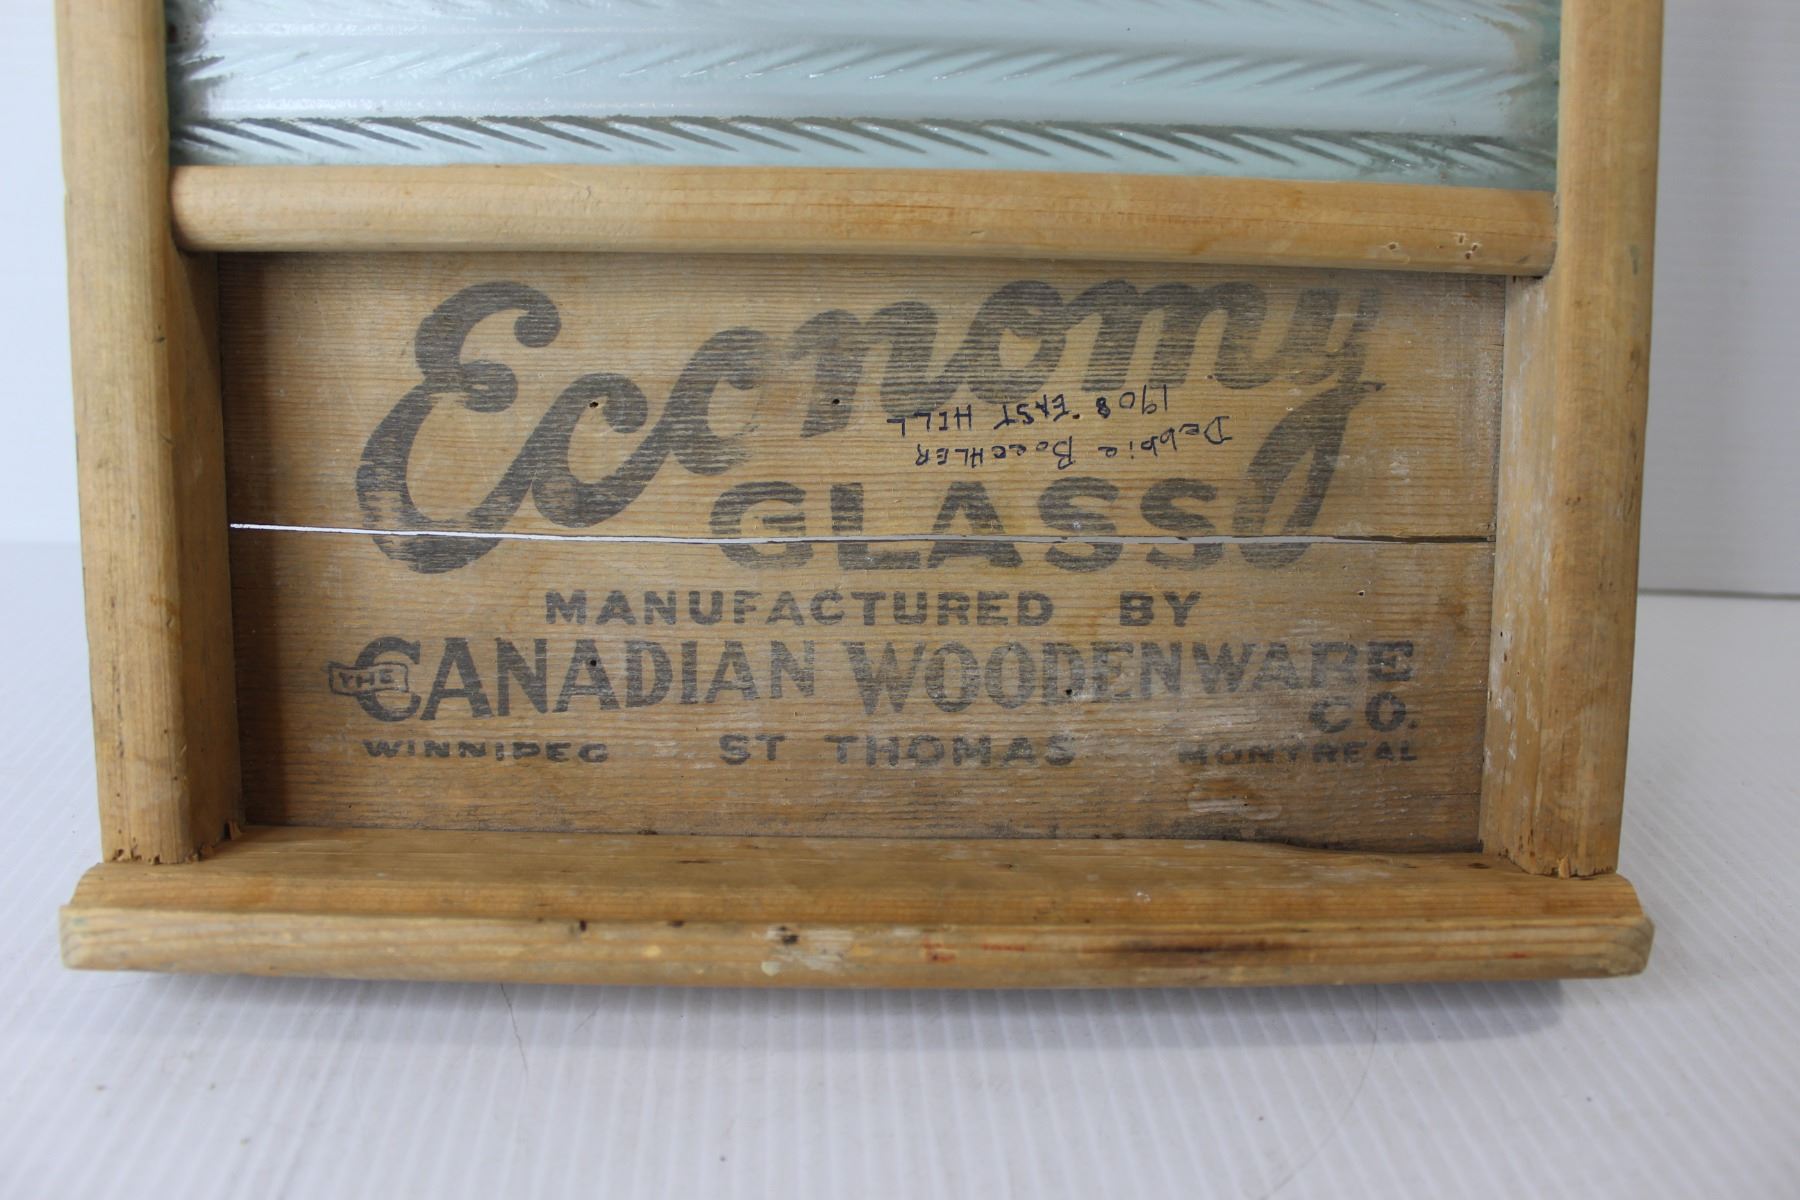 Economy
GLASS
MANUFACTURED BY
THE CANADIAN WOODENWARE
CO.
WINNIPEG ST THOMAS MONTREAL
Debbie BoecHLER
1908 EAST HILL